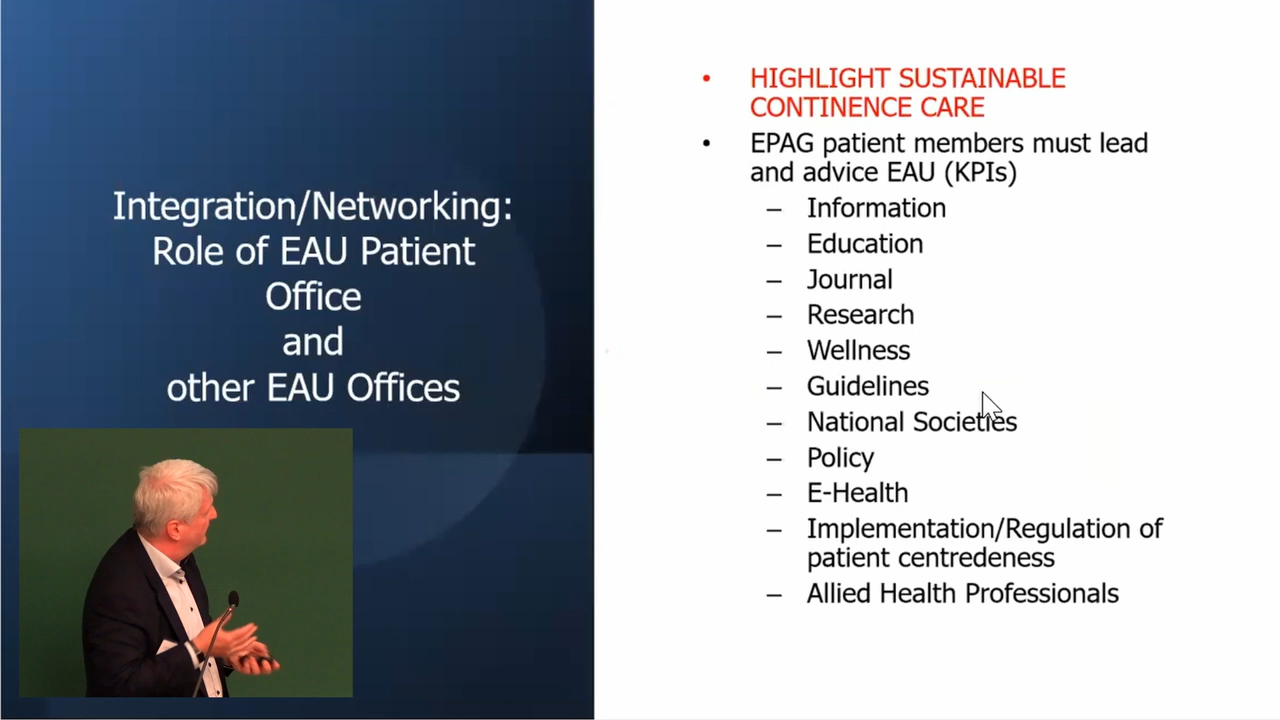 Integration/Networking:
Role of EAU Patient
Office
and
other EAU Offices
• HIGHLIGHT SUSTAINABLE
CONTINENCE CARE
• EPAG patient members must lead
and advice EAU (KPIs)
– Information
– Education
– Journal
– Research
– Wellness
– Guidelines
– National Societies
– Policy
– E-Health
– Implementation/Regulation of
patient centredeness
– Allied Health Professionals